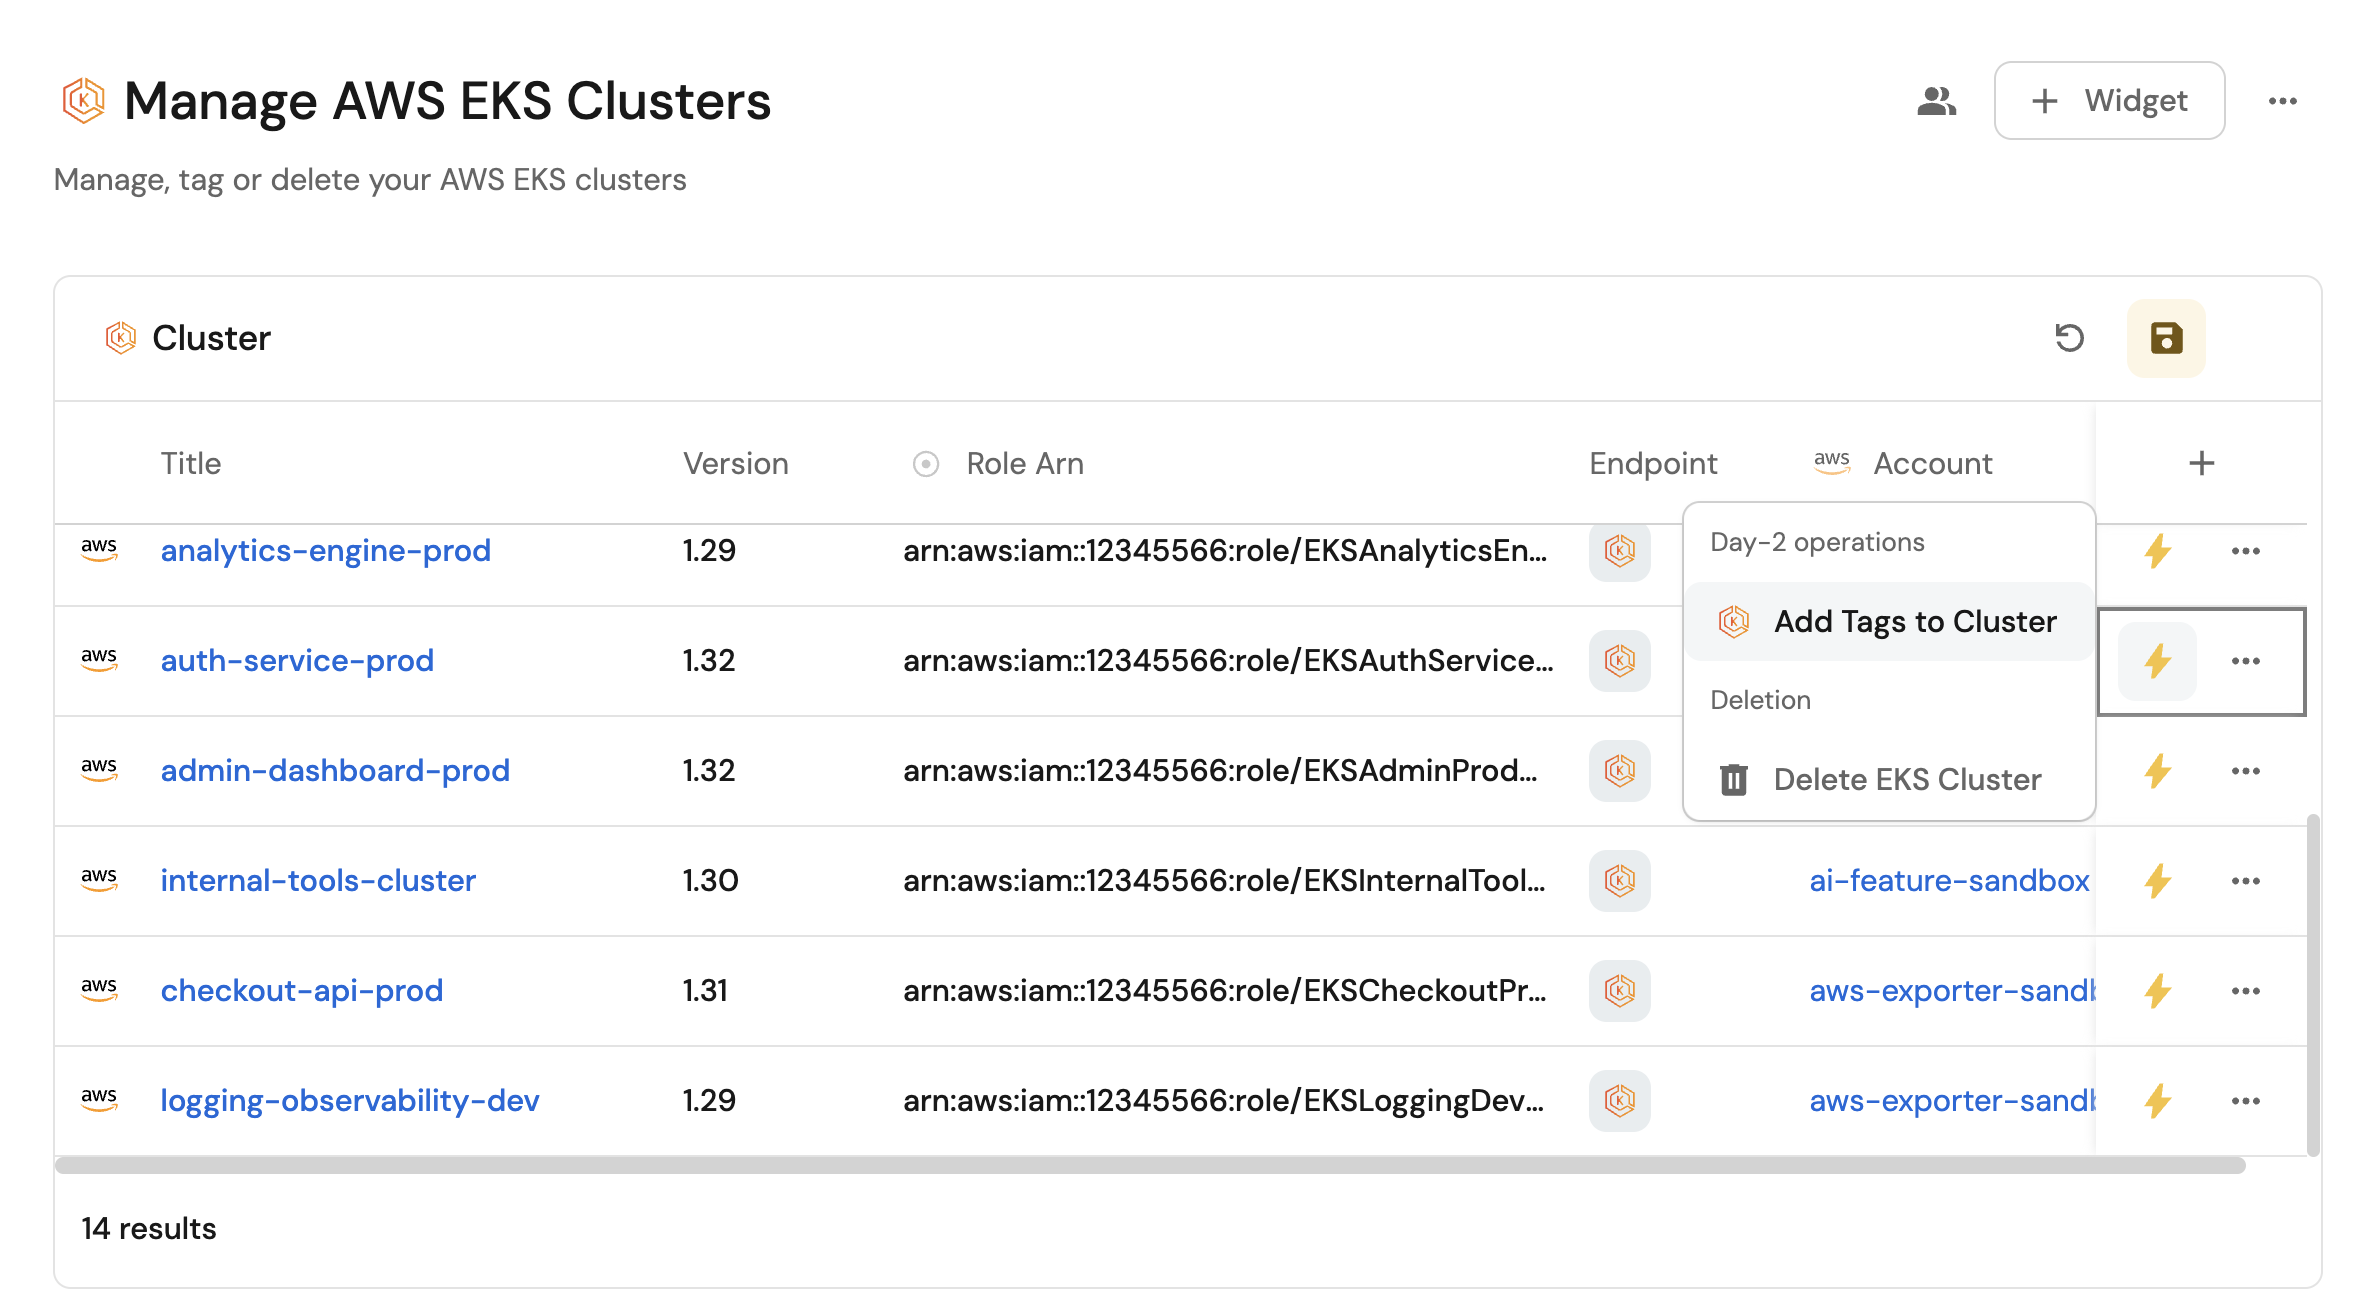 Manage AWS EKS Clusters
+ Widget
Manage, tag or delete your AWS EKS clusters
Cluster
Title Version Role Arn Endpoint aws Account
aws analytics-engine-prod 1.29 arn:aws:iam::12345566:role/EKSAnalyticsEn...
Day-2 operations
Add Tags to Cluster
aws auth-service-prod 1.32 arn:aws:iam::12345566:role/EKSAuthService...
Deletion
aws admin-dashboard-prod 1.32 arn:aws:iam::12345566:role/EKSAdminProd...
Delete EKS Cluster
aws internal-tools-cluster 1.30 arn:aws:iam::12345566:role/EKSInternalTool... ai-feature-sandbox
aws checkout-api-prod 1.31 arn:aws:iam::12345566:role/EKSCheckoutPr... aws-exporter-sandb
aws logging-observability-dev 1.29 arn:aws:iam::12345566:role/EKSLoggingDev... aws-exporter-sandb
14 results